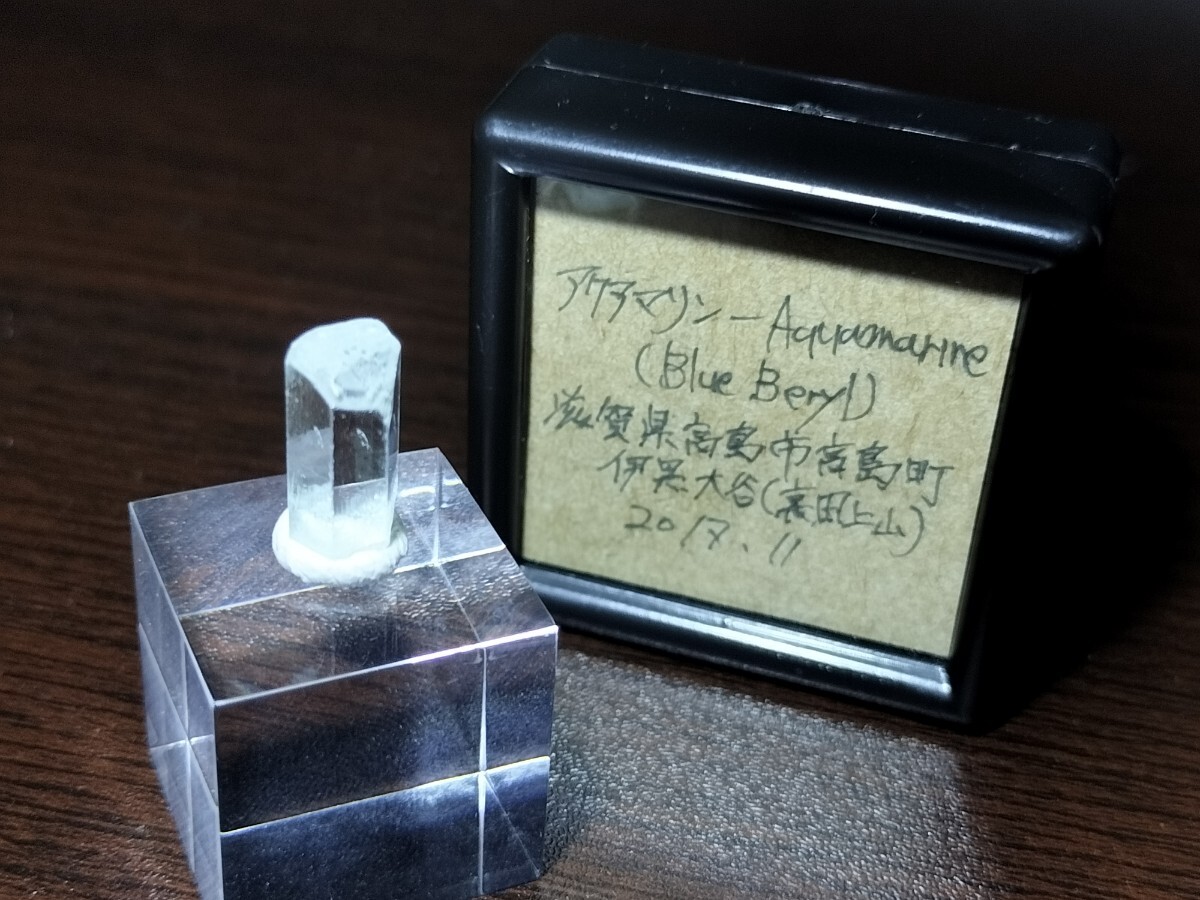 アクアマリン－Aquamarine
(Blue Beryl)
滋賀県高島市高島町
伊黒大谷(嘉田上山)
2017.11